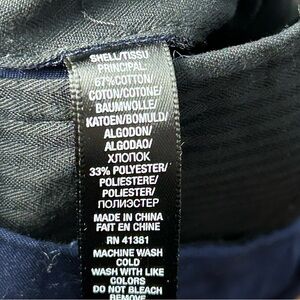 SHELL/TISSU
PRINCIPAL:
67%COTTON/
COTON/COTONE/
BAUMWOLLE/
KATOEN/BOMULD/
ALGODON/
ALGODAO/
ХЛОПОК
33% POLYESTER/
POLIESTERE/
POLIESTER/
ПОЛИЭСТЕР
MADE IN CHINA
FAIT EN CHINE
RN 41381
MACHINE WASH
COLD
WASH WITH LIKE
COLORS
DO NOT BLEACH
REMOVE